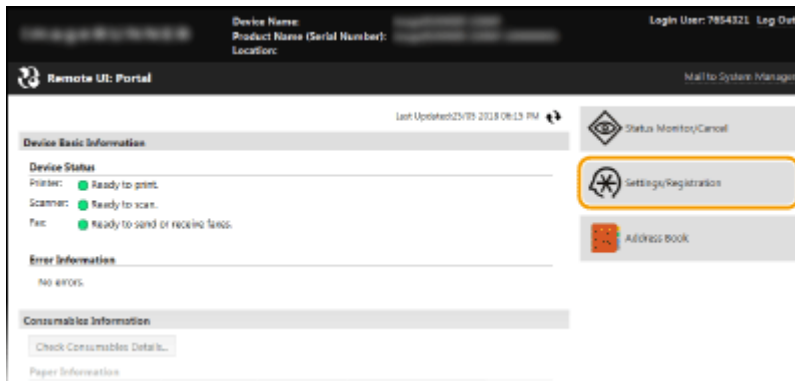 Device Name:
Product Name (Serial Number):
Location:
Login User: 7654321 Log Out
Remote UI: Portal
Mail to System Manager
Last Updated:25/05 2018 06:15 PM
Device Basic Information
Device Status
Printer: Ready to print.
Scanner: Ready to scan.
Fax: Ready to send or receive faxes.
Error Information
No errors.
Consumables Information
Check Consumables Details...
Paper Information
Status Monitor/Cancel
Settings/Registration
Address Book